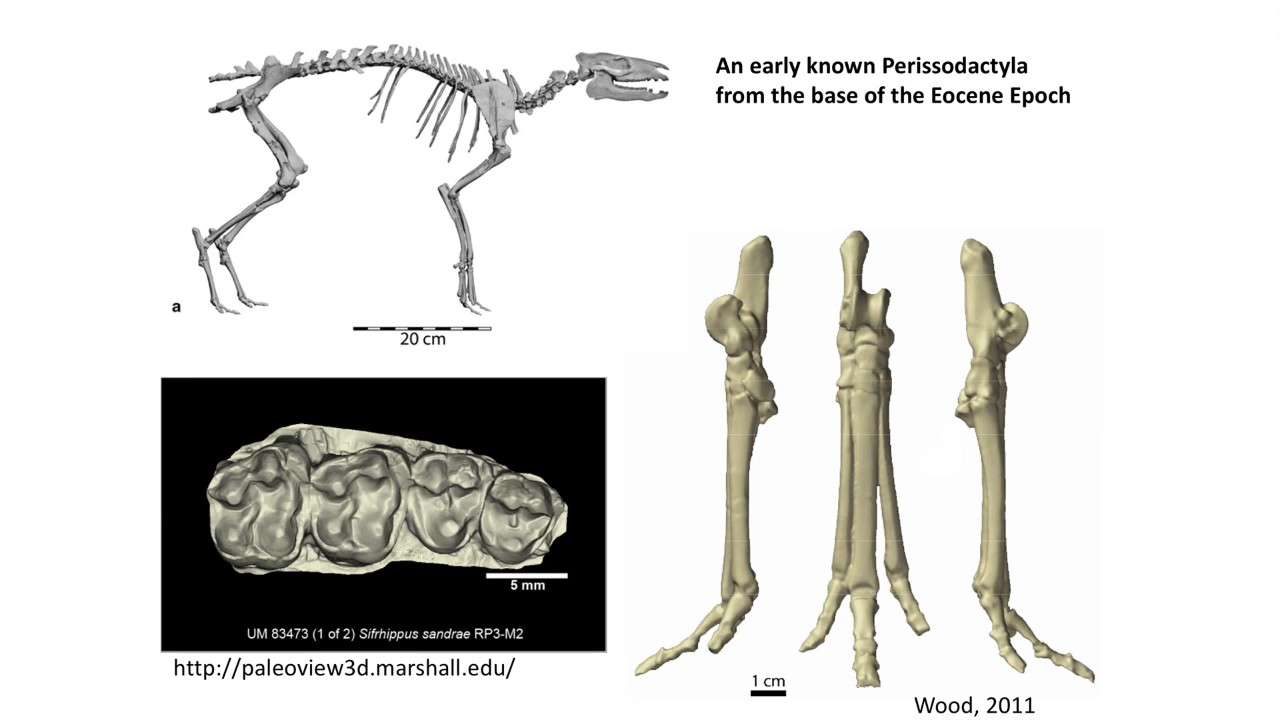 An early known Perissodactyla
from the base of the Eocene Epoch
a
20 cm
5 mm
UM 83473 (1 of 2) Sifrhippus sandrae RP3-M2
http://paleoview3d.marshall.edu/
1 cm
Wood, 2011